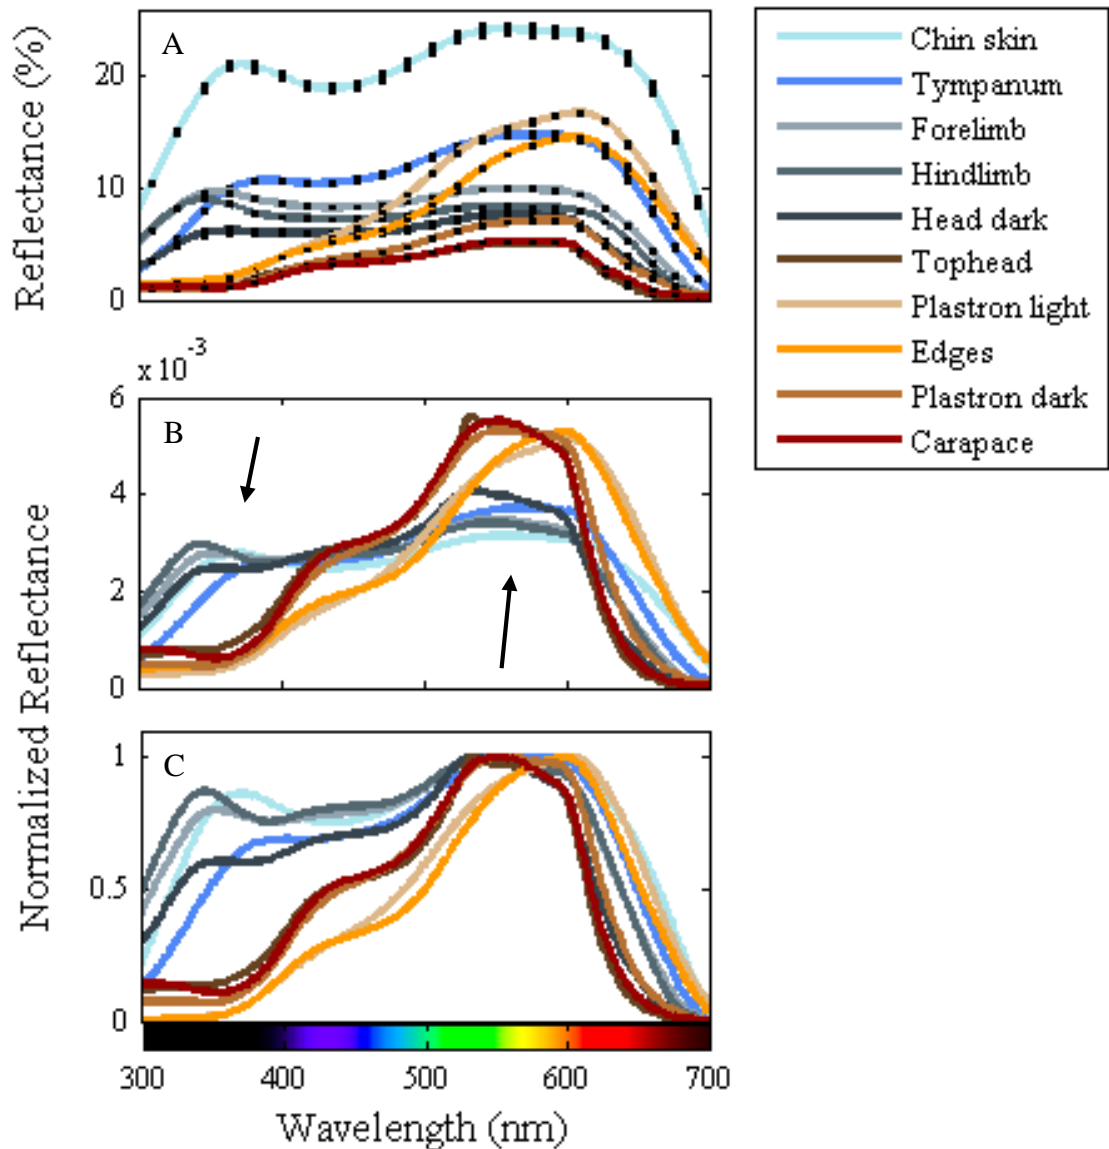 A
Reflectance (%)
20
10
0
Chin skin
Tympanum
Forelimb
Hindlimb
Head dark
Tophead
Plastron light
Edges
Plastron dark
Carapace
x 10-3
B
6
4
2
0
Normalized Reflectance
C
1
0.5
0
300 400 500 600 700
Wavelength (nm)